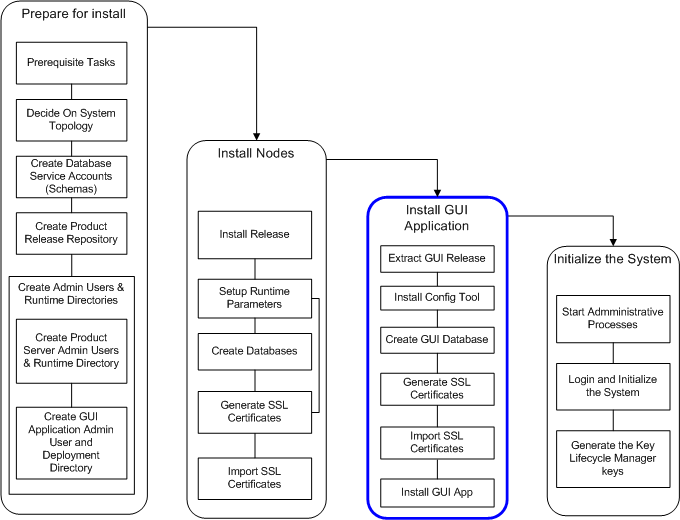 Prepare for install
Prerequisite Tasks
Decide On System
Topology
Create Database
Service Accounts
(Schemas)
Create Product
Release Repository
Create Admin Users &
Runtime Directories
Create Product
Server Admin Users
& Runtime Directory
Create GUI
Application Admin
User and
Deployment
Directory
Install Nodes
Install Release
Setup Runtime
Parameters
Create Databases
Generate SSL
Certificates
Import SSL
Certificates
Install GUI
Application
Extract GUI Release
Install Config Tool
Create GUI Database
Generate SSL
Certificates
Import SSL
Certificates
Install GUI App
Initialize the System
Start Admministrative
Processes
Login and Initialize
the System
Generate the Key
Lifecycle Manager
keys